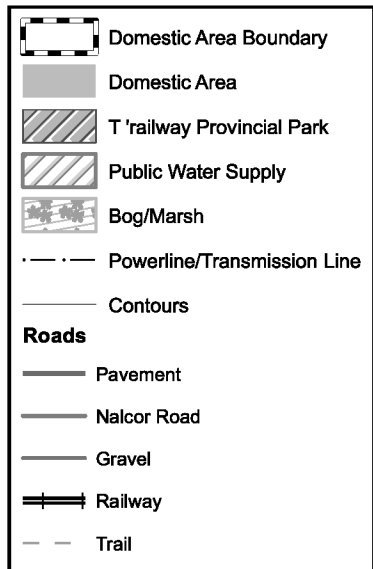 Domestic Area Boundary
Domestic Area
T 'railway Provincial Park
Public Water Supply
Bog/Marsh
Powerline/Transmission Line
Contours
Roads
Pavement
Nalcor Road
Gravel
Railway
Trail